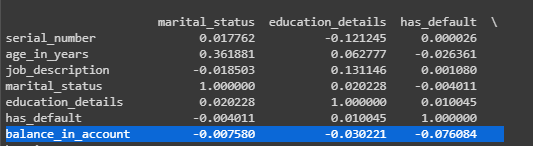 marital_status education_details has_default \
serial_number 0.017762 -0.121245 0.000026
age_in_years 0.361881 0.062777 -0.026361
job_description -0.018503 0.131146 0.001080
marital_status 1.000000 0.020228 -0.004011
education_details 0.020228 1.000000 0.010045
has_default -0.004011 0.010045 1.000000
balance_in_account -0.007580 -0.030221 -0.076084